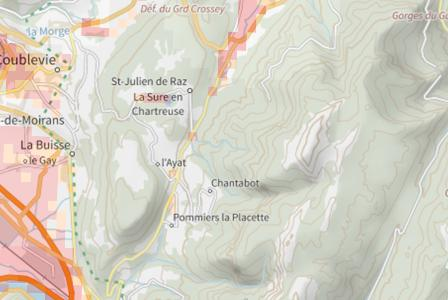 Déf. du Grd Crossey
Gorges du G
la Morge
Coublevie
St-Julien de Raz
La Sure en
Chartreuse
-de-Moirans
La Buisse
le Gay
l'Ayat
Chantabot
Pommiers la Placette